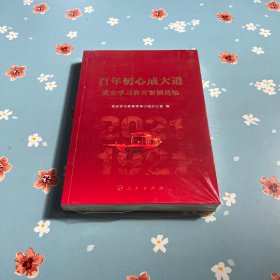 百年初心成大道
党史学习教育案例选编
党史学习教育领导小组办公室 编
2021
1921
人民出版社